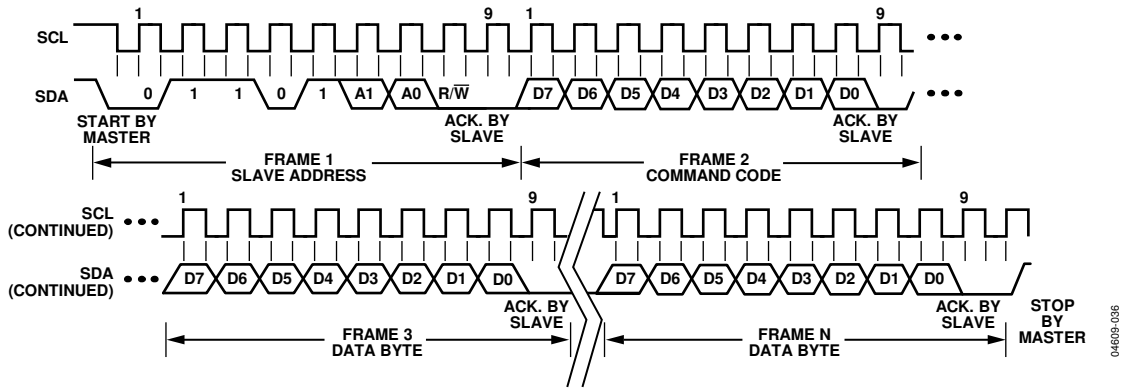 1 9 1 9
SCL
SDA 0 1 1 0 1 A1 A0 R/W D7 D6 D5 D4 D3 D2 D1 D0
START BY MASTER
ACK. BY SLAVE
ACK. BY SLAVE
FRAME 1
SLAVE ADDRESS
FRAME 2
COMMAND CODE
1 9 1 9
SCL
(CONTINUED)
SDA
(CONTINUED)
D7 D6 D5 D4 D3 D2 D1 D0 D7 D6 D5 D4 D3 D2 D1 D0
ACK. BY
SLAVE
ACK. BY
SLAVE
STOP
BY
MASTER
FRAME 3
DATA BYTE
FRAME N
DATA BYTE
04609-036